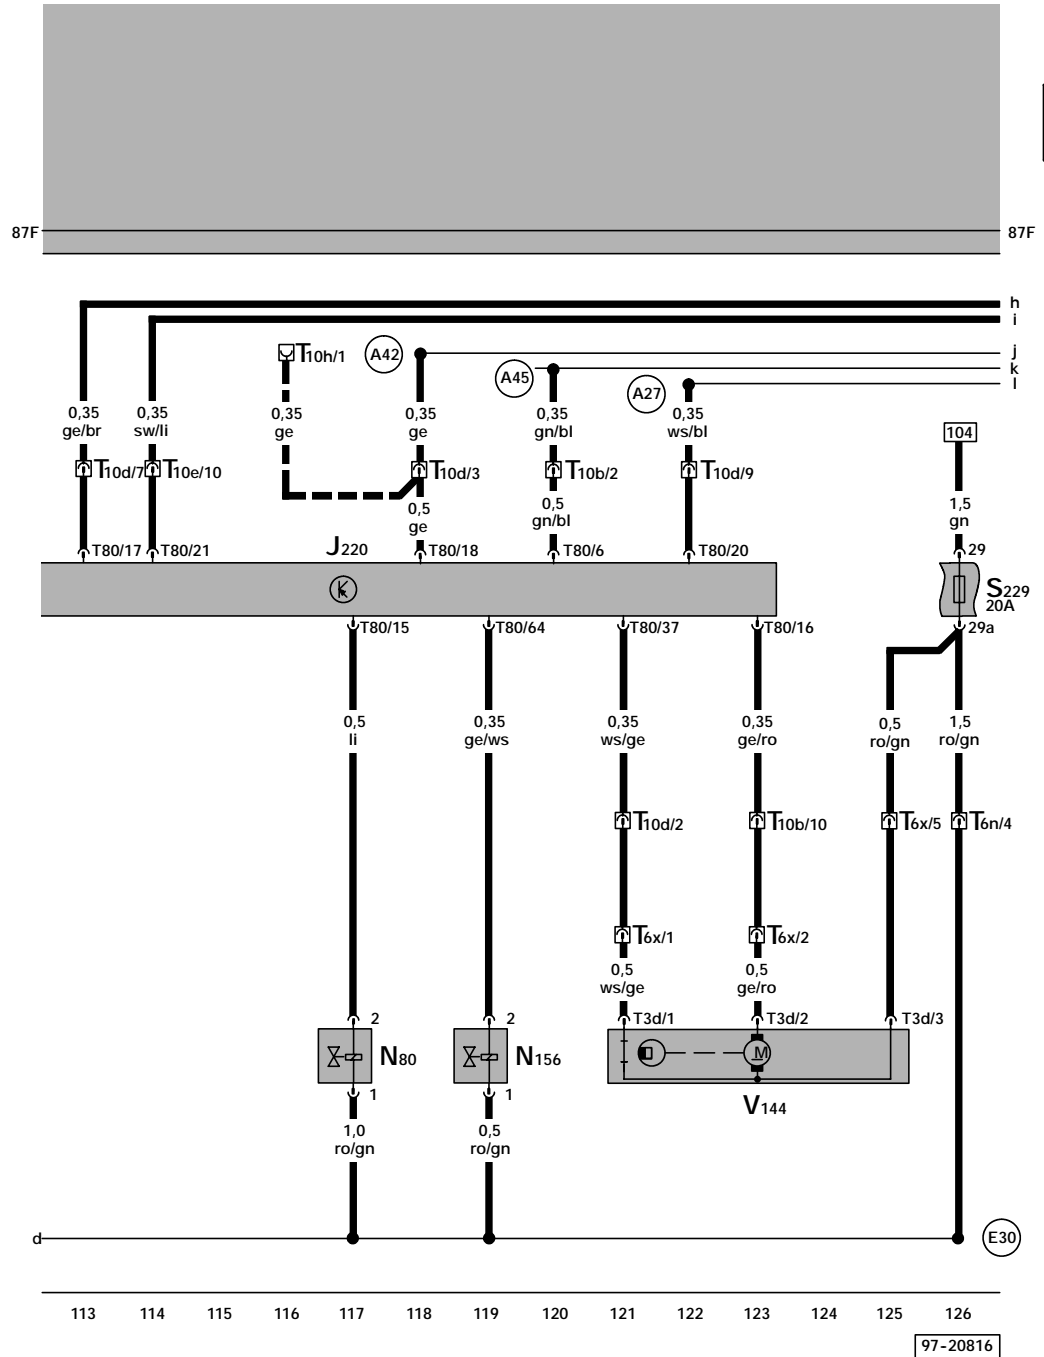 87F 87F
h
i
T10h/1 A42 j
A45 k
A27 l
0,35 0,35 0,35 0,35 0,35 0,35
ge/br sw/li ge ge gn/bl ws/bl
104
T10d/7 T10e/10 T10d/3 T10b/2 T10d/9
0,5 0,5 1,5
ge gn/bl gn
T80/17 T80/21 J220 T80/18 T80/6 T80/20 29
S229
20A
T80/15 T80/64 T80/37 T80/16 29a
0,5 0,35 0,35 0,35 0,5 1,5
li ge/ws ws/ge ge/ro ro/gn ro/gn
T10d/2 T10b/10 T6x/5 T6n/4
T6x/1 T6x/2
0,5 0,5
ws/ge ge/ro
2 2 T3d/1 T3d/2 T3d/3
N80 N156 M
1 1 V144
1,0 0,5
ro/gn ro/gn
d E30
113 114 115 116 117 118 119 120 121 122 123 124 125 126
97-20816